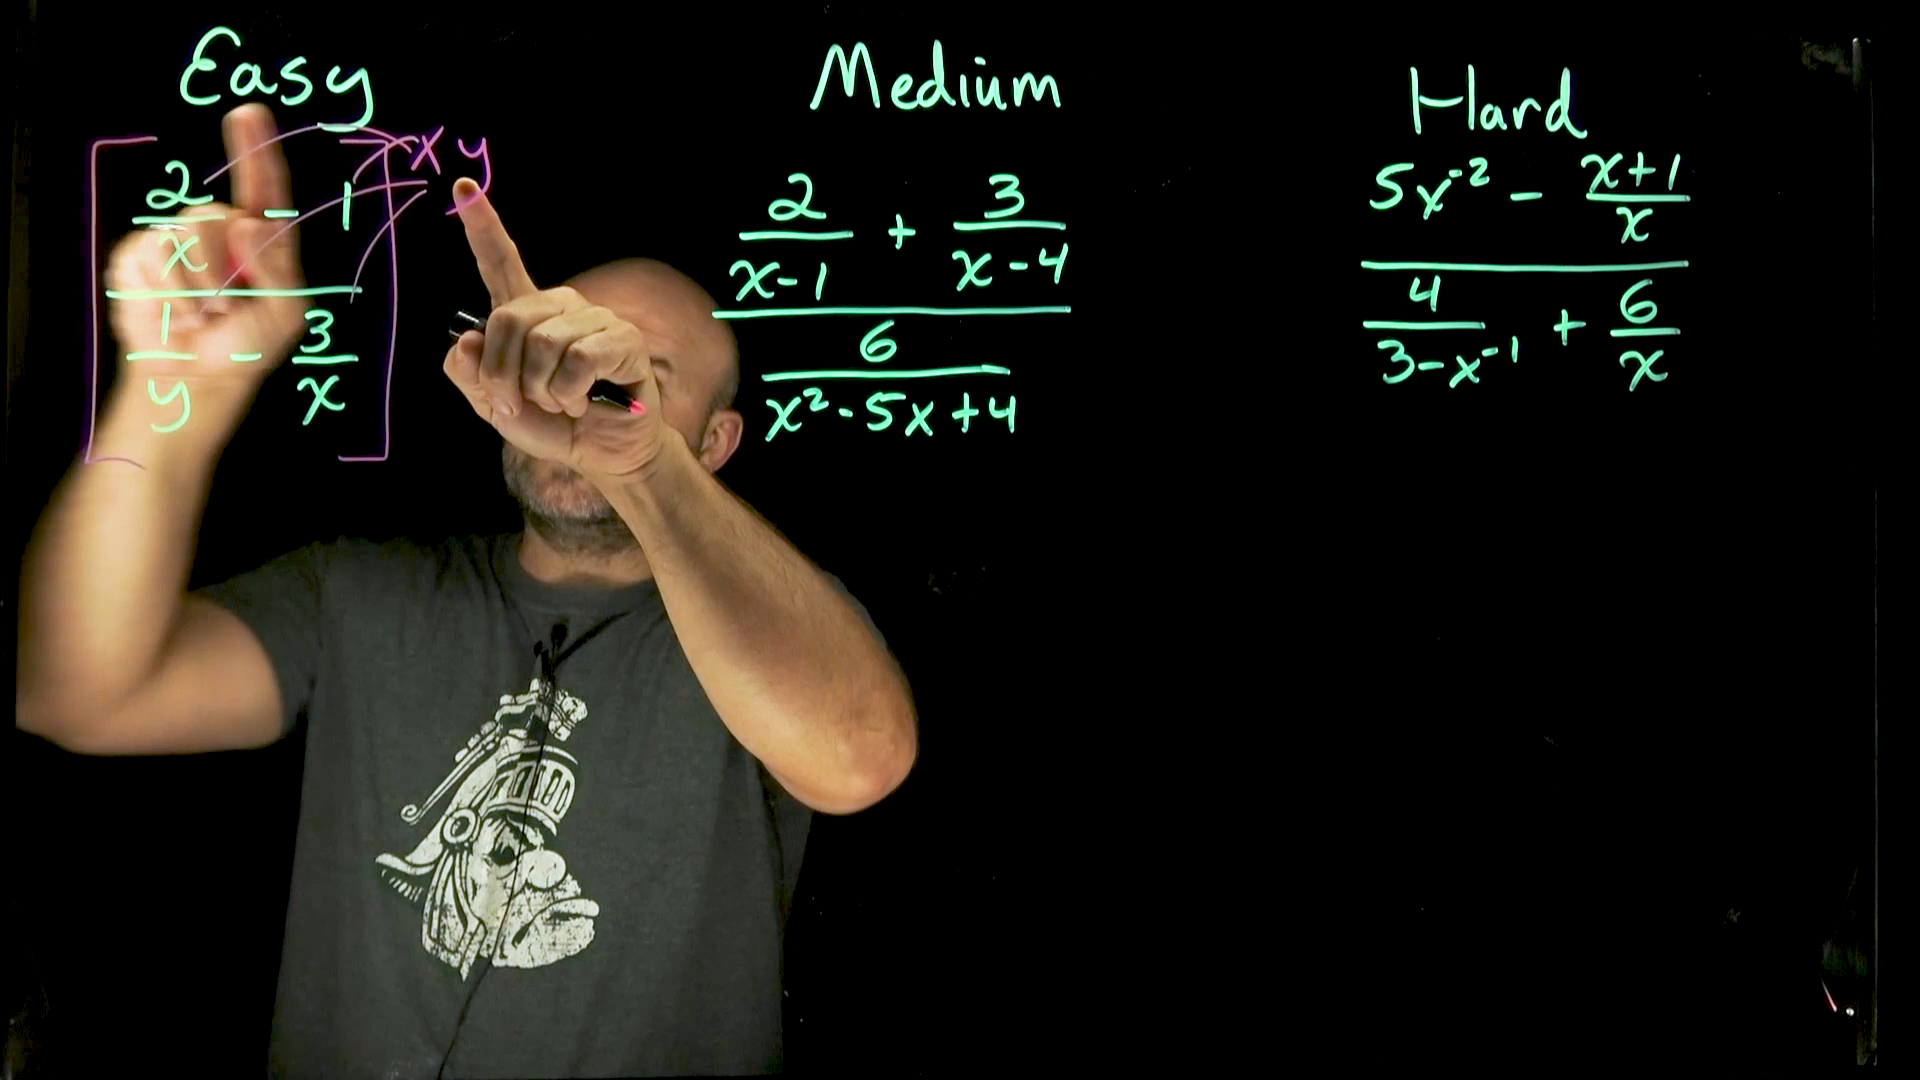 Easy
[(2/x - 1)/(1/y - 3/x)] xy
Medium
(2/(x-1) + 3/(x-4))/(6/(x²-5x+4))
Hard
(5x⁻² - (x+1)/x)/(4/(3-x⁻¹) + 6/x)